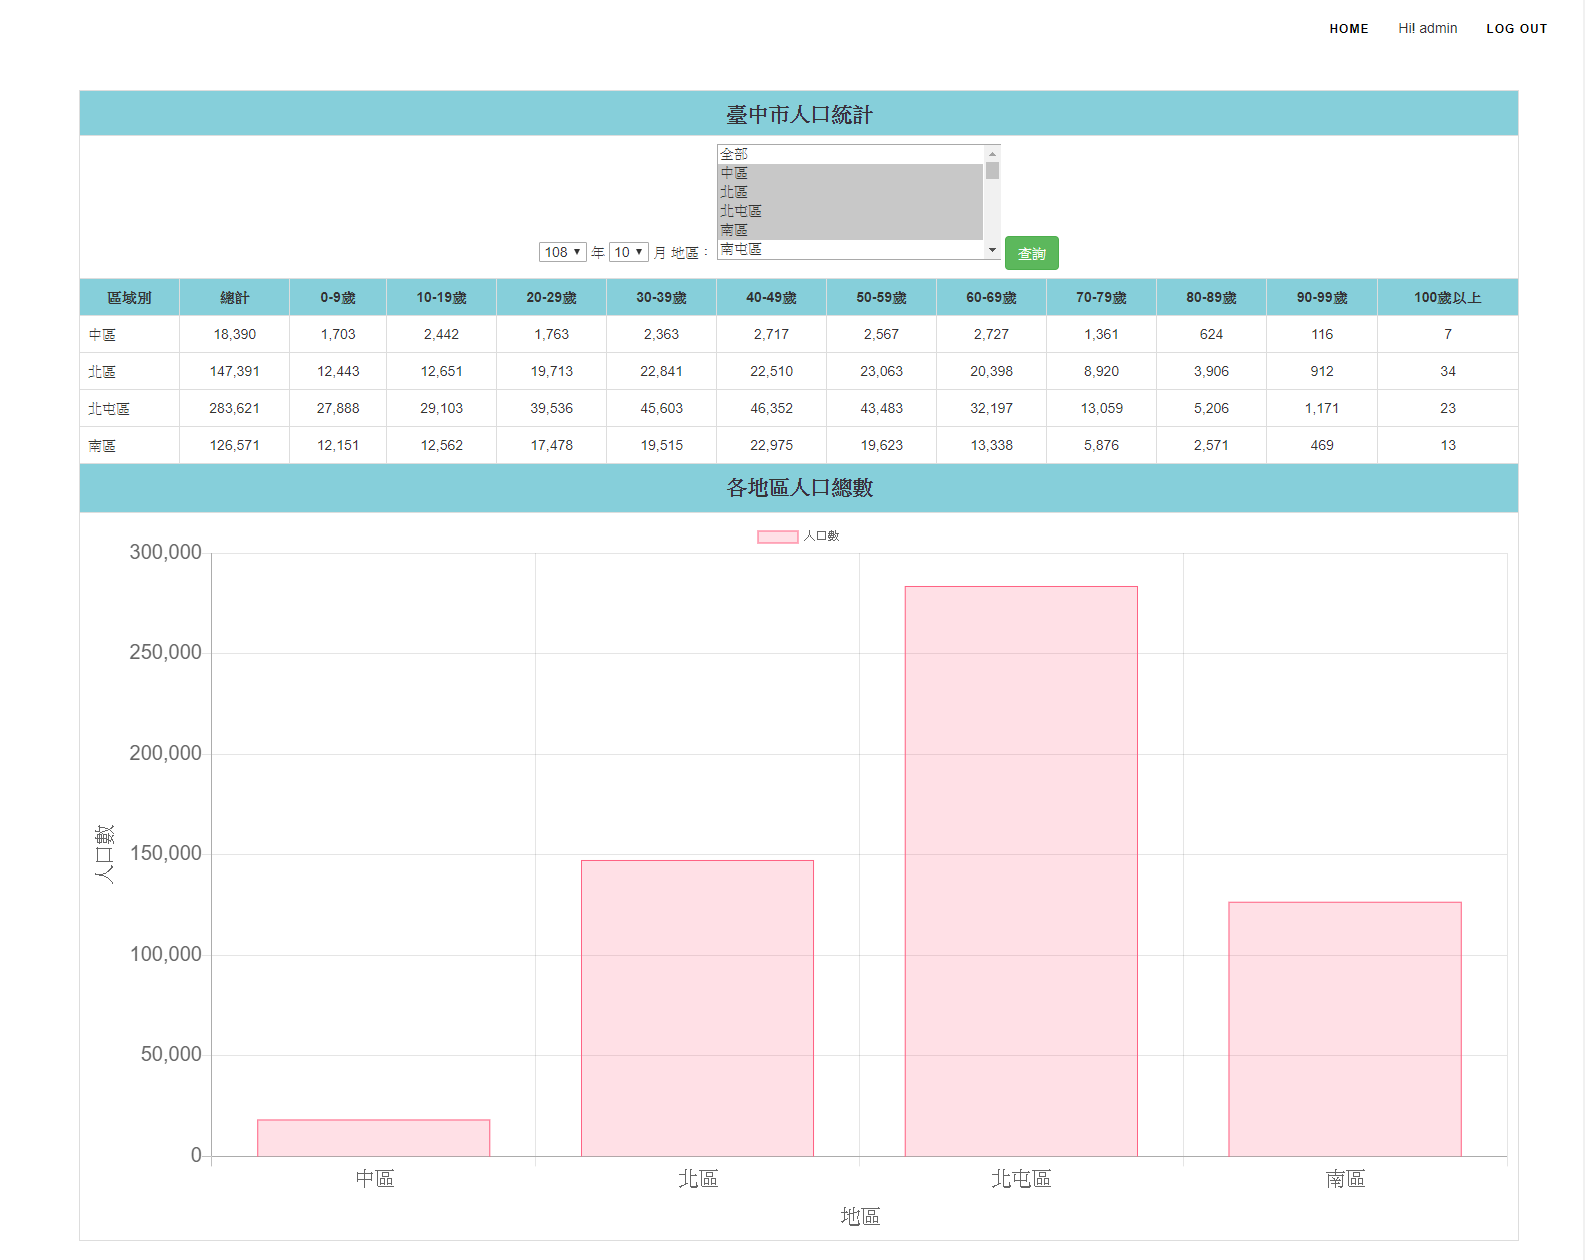 HOME Hi! admin LOG OUT
臺中市人口統計
全部
中區
北區
北屯區
南區
南屯區
108 年 10 月 地區： 查詢
區域別 總計 0-9歲 10-19歲 20-29歲 30-39歲 40-49歲 50-59歲 60-69歲 70-79歲 80-89歲 90-99歲 100歲以上
中區 18,390 1,703 2,442 1,763 2,363 2,717 2,567 2,727 1,361 624 116 7
北區 147,391 12,443 12,651 19,713 22,841 22,510 23,063 20,398 8,920 3,906 912 34
北屯區 283,621 27,888 29,103 39,536 45,603 46,352 43,483 32,197 13,059 5,206 1,171 23
南區 126,571 12,151 12,562 17,478 19,515 22,975 19,623 13,338 5,876 2,571 469 13
各地區人口總數
人口數
300,000
250,000
200,000
150,000
100,000
50,000
0
人口數
中區 北區 北屯區 南區
地區